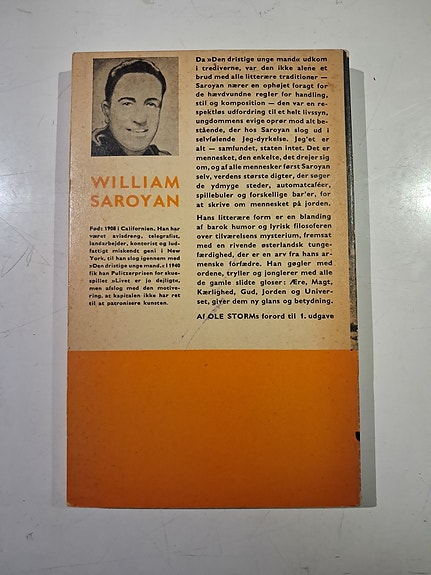 WILLIAM
SAROYAN
Født 1908 i Californien. Han har
været avisdreng, telegrafist,
landarbejder, kontorist og lud-
fattigt miskendt geni i New
York, til han slog igennem med
»Den dristige unge mand.« I 1940
fik han Pulitzerprisen for skue-
spillet »Livet er jo dejligt«,
men afslog med den motive-
ring, at kapitalen ikke har ret
til at patronisere kunsten.
Da »Den dristige unge mand« udkom
i trediverne, var den ikke alene et
brud med alle litterære traditioner —
Saroyan nærer en ophøjet foragt for
de hævdvundne regler for handling,
stil og komposition — den var en re-
spektløs udfordring til et helt livssyn,
ungdommens evige oprør mod alt be-
stående, der hos Saroyan slog ud i
selvfølende Jeg-dyrkelse. Jeg'et er
alt — samfundet, staten intet. Det er
mennesket, den enkelte, det drejer sig
om, og af alle mennesker først Saroyan
selv, verdens største digter, der søger
de ydmyge steder, automatcaféer,
spillebuler og forskellige bar'er, for
at skrive om mennesket på jorden.
Hans litterære form er en blanding
af barok humor og lyrisk filosoferen
over tilværelsens mysterium, fremsat
med en rivende østerlandsk tunge-
færdighed, der er en arv fra hans ar-
menske forfædre. Han gøgler med
ordene, tryller og jonglerer med alle
de gamle slidte gloser: Ære, Magt,
Kærlighed, Gud, Jorden og Univer-
set, giver dem ny glans og betydning.
Af OLE STORMs forord til 1. udgave